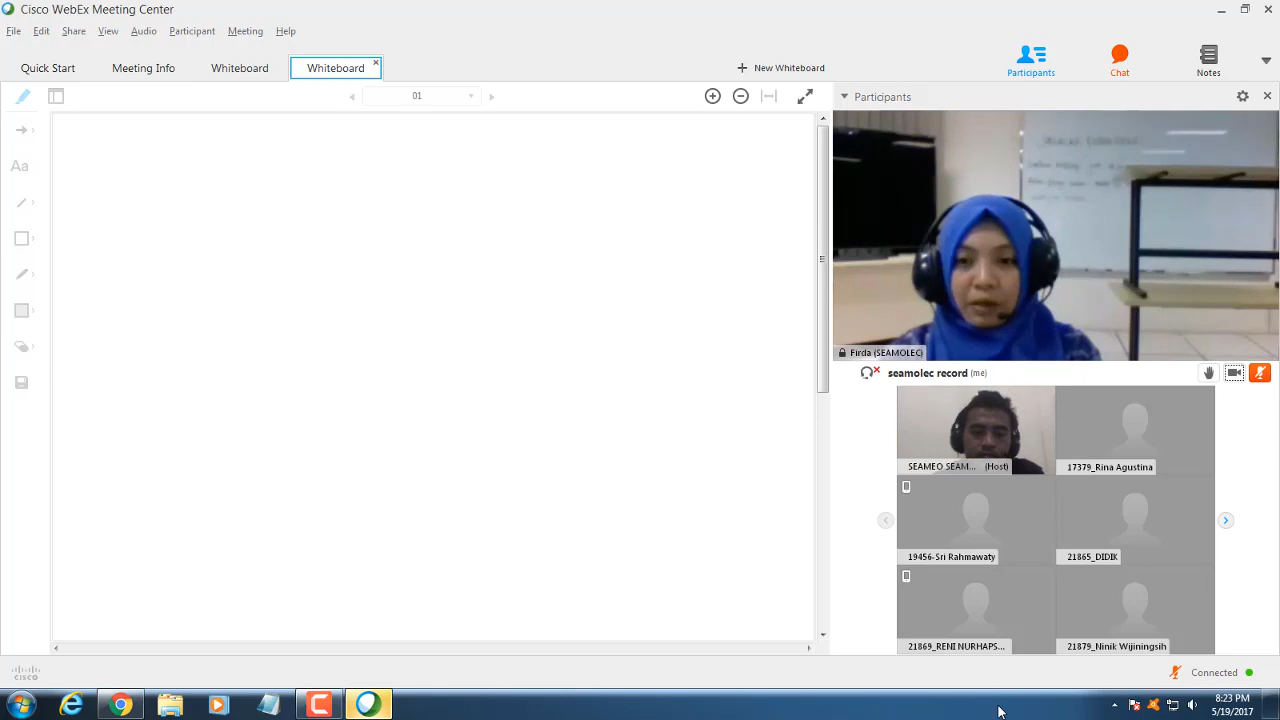 Cisco WebEx Meeting Center
File Edit Share View Audio Participant Meeting Help
Quick Start Meeting Info Whiteboard Whiteboard New Whiteboard Participants Chat Notes
01
Participants
Aa
Firda (SEAMOLEC)
seamolec record (me)
SEAMEO SEAM... (Host)
17379_Rina Agustina
19456-Sri Rahmawaty
21865_DIDIK
21869_RENI NURHAPS...
21879_Ninik Wijiningsih
cisco
Connected
8:23 PM
5/19/2017